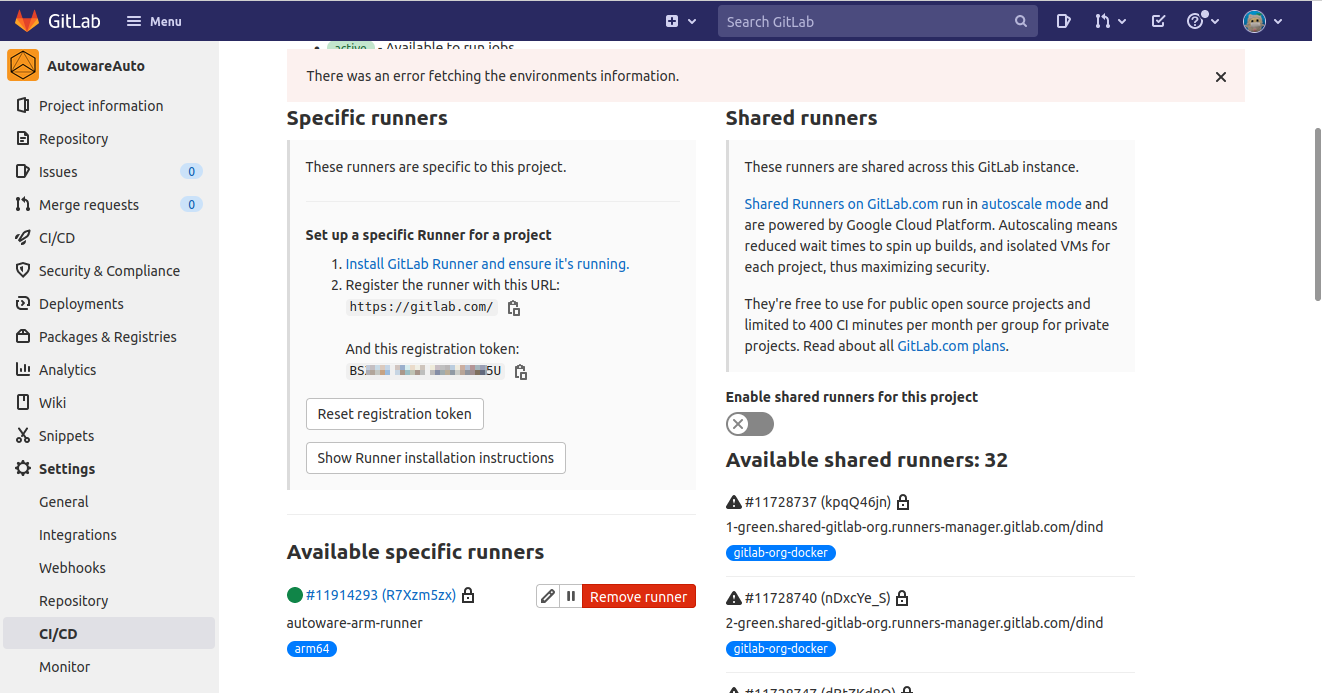 GitLab
Menu
Search GitLab
AutowareAuto
Project information
Repository
Issues 0
Merge requests 0
CI/CD
Security & Compliance
Deployments
Packages & Registries
Analytics
Wiki
Snippets
Settings
General
Integrations
Webhooks
Repository
CI/CD
Monitor
active - Available to run jobs
There was an error fetching the environments information.
Specific runners
These runners are specific to this project.
Set up a specific Runner for a project
1. Install GitLab Runner and ensure it's running.
2. Register the runner with this URL:
https://gitlab.com/
And this registration token:
Reset registration token
Show Runner installation instructions
Available specific runners
#11914293 (R7Xzm5zx)
Remove runner
autoware-arm-runner
arm64
Shared runners
These runners are shared across this GitLab instance.
Shared Runners on GitLab.com run in autoscale mode and
are powered by Google Cloud Platform. Autoscaling means
reduced wait times to spin up builds, and isolated VMs for
each project, thus maximizing security.
They're free to use for public open source projects and
limited to 400 CI minutes per month per group for private
projects. Read about all GitLab.com plans.
Enable shared runners for this project
Available shared runners: 32
#11728737 (kpqQ46jn)
1-green.shared-gitlab-org.runners-manager.gitlab.com/dind
gitlab-org-docker
#11728740 (nDxcYe_S)
2-green.shared-gitlab-org.runners-manager.gitlab.com/dind
gitlab-org-docker